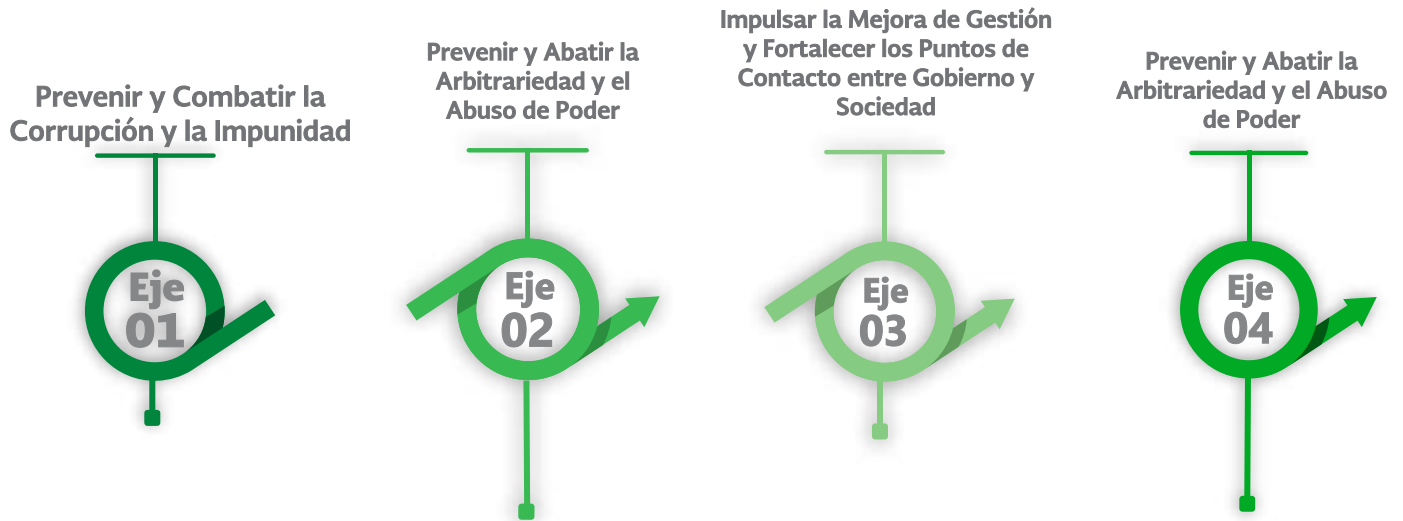 Prevenir y Combatir la
Corrupción y la Impunidad
Eje
01
Prevenir y Abatir la
Arbitrariedad y el
Abuso de Poder
Eje
02
Impulsar la Mejora de Gestión
y Fortalecer los Puntos de
Contacto entre Gobierno y
Sociedad
Eje
03
Prevenir y Abatir la
Arbitrariedad y el Abuso
de Poder
Eje
04